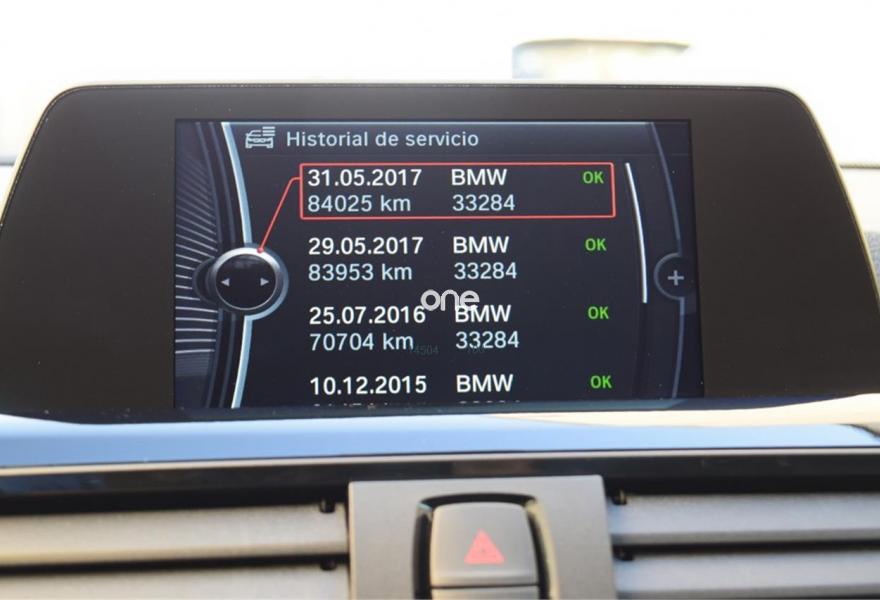 Historial de servicio
31.05.2017 BMW OK
84025 km 33284
29.05.2017 BMW OK
83953 km 33284
one
25.07.2016 BMW OK
70704 km 33284
10.12.2015 BMW OK